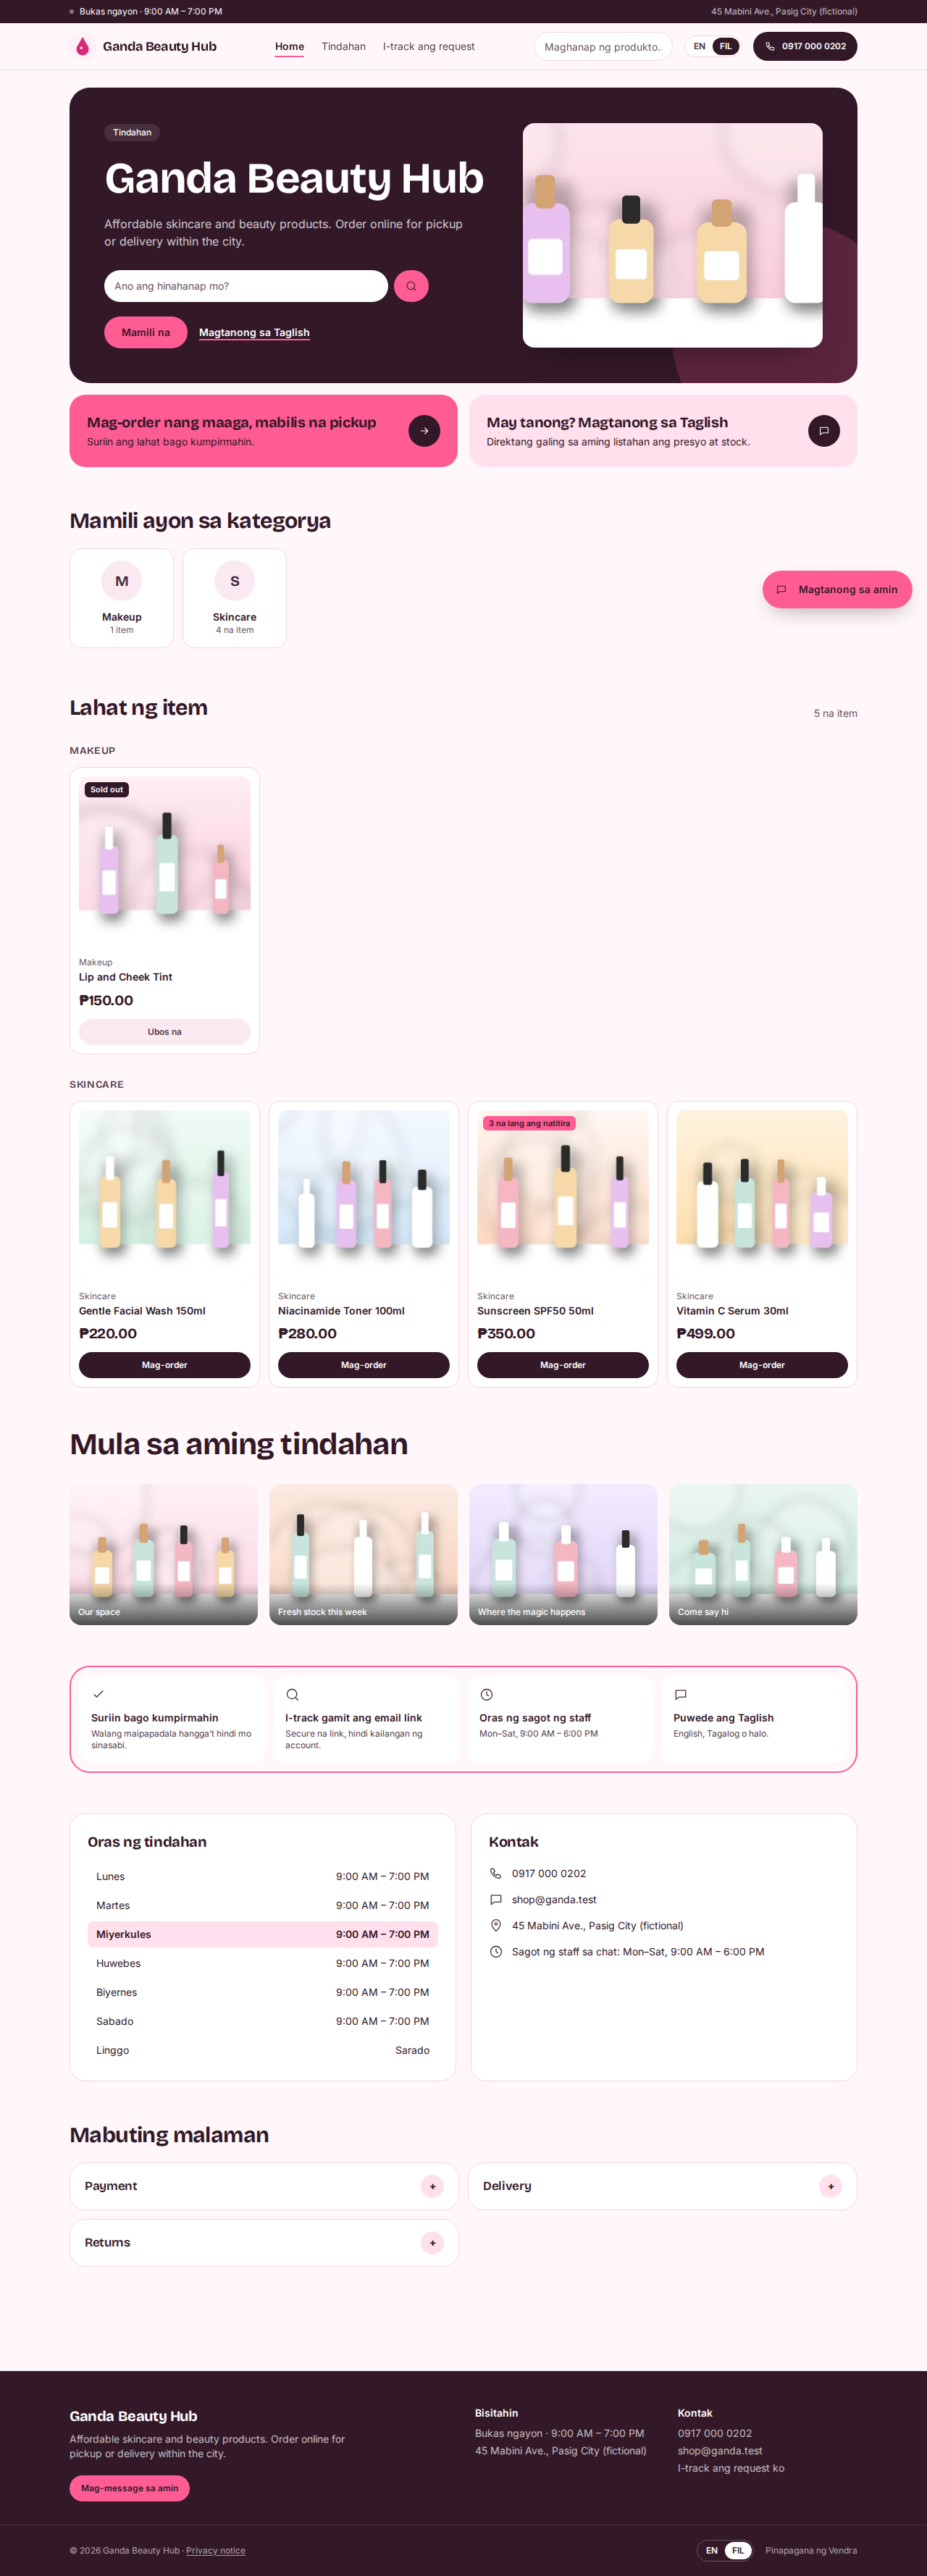 Bukas ngayon · 9:00 AM – 7:00 PM
45 Mabini Ave., Pasig City (fictional)
Ganda Beauty Hub
Home
Tindahan
I-track ang request
Maghanap ng produkto..
EN
FIL
0917 000 0202
Tindahan
Ganda Beauty Hub
Affordable skincare and beauty products. Order online for pickup
or delivery within the city.
Ano ang hinahanap mo?
Mamili na
Magtanong sa Taglish
Mag-order nang maaga, mabilis na pickup
Suriin ang lahat bago kumpirmahin.
May tanong? Magtanong sa Taglish
Direktang galing sa aming listahan ang presyo at stock.
Mamili ayon sa kategorya
M
Makeup
1 item
S
Skincare
4 na item
Magtanong sa amin
Lahat ng item
5 na item
MAKEUP
Sold out
Makeup
Lip and Cheek Tint
₱150.00
Ubos na
SKINCARE
Skincare
Gentle Facial Wash 150ml
₱220.00
Mag-order
Skincare
Niacinamide Toner 100ml
₱280.00
Mag-order
3 na lang ang natitira
Skincare
Sunscreen SPF50 50ml
₱350.00
Mag-order
Skincare
Vitamin C Serum 30ml
₱499.00
Mag-order
Mula sa aming tindahan
Our space
Fresh stock this week
Where the magic happens
Come say hi
Suriin bago kumpirmahin
Walang maipapadala hangga't hindi mo
sinasabi.
I-track gamit ang email link
Secure na link, hindi kailangan ng
account.
Oras ng sagot ng staff
Mon–Sat, 9:00 AM – 6:00 PM
Puwede ang Taglish
English, Tagalog o halo.
Oras ng tindahan
Lunes 9:00 AM – 7:00 PM
Martes 9:00 AM – 7:00 PM
Miyerkules 9:00 AM – 7:00 PM
Huwebes 9:00 AM – 7:00 PM
Biyernes 9:00 AM – 7:00 PM
Sabado 9:00 AM – 7:00 PM
Linggo Sarado
Kontak
0917 000 0202
shop@ganda.test
45 Mabini Ave., Pasig City (fictional)
Sagot ng staff sa chat: Mon–Sat, 9:00 AM – 6:00 PM
Mabuting malaman
Payment +
Delivery +
Returns +
Ganda Beauty Hub
Affordable skincare and beauty products. Order online for
pickup or delivery within the city.
Mag-message sa amin
Bisitahin
Bukas ngayon · 9:00 AM – 7:00 PM
45 Mabini Ave., Pasig City (fictional)
Kontak
0917 000 0202
shop@ganda.test
I-track ang request ko
© 2026 Ganda Beauty Hub · Privacy notice
EN
FIL
Pinapagana ng Vendra